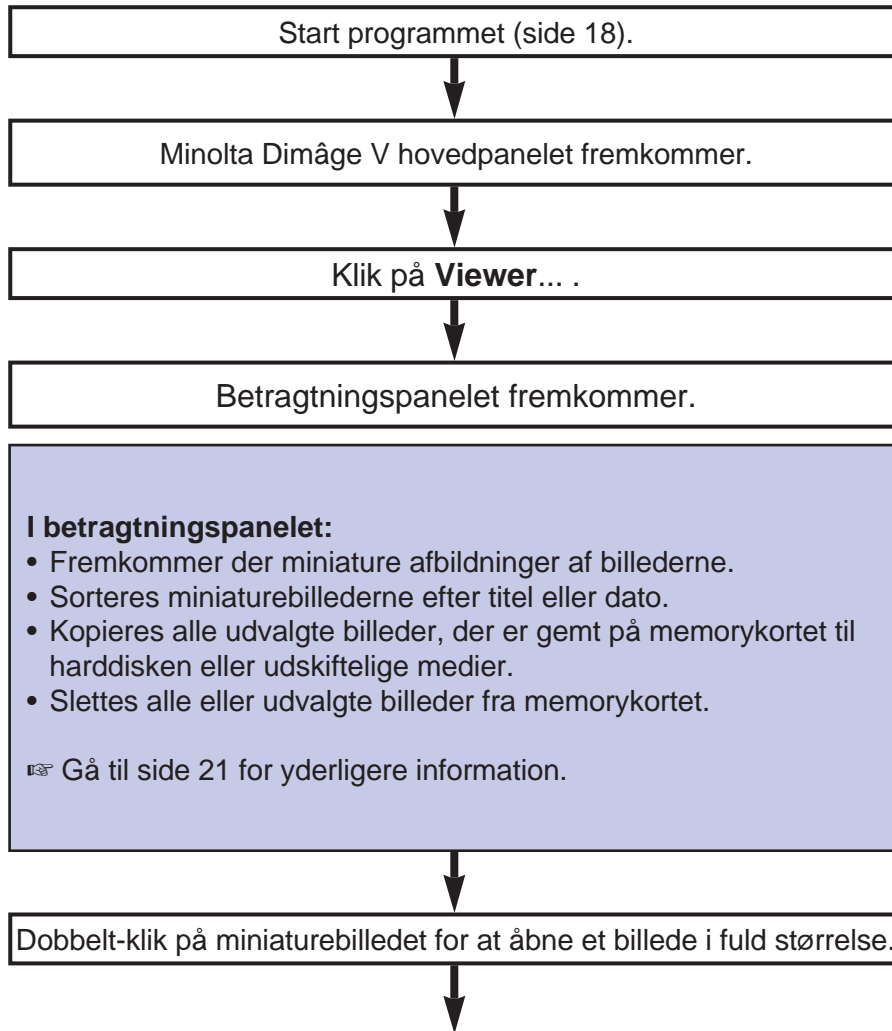 Start programmet (side 18).
Minolta Dimâge V hovedpanelet fremkommer.
Klik på Viewer... .
Betragtningspanelet fremkommer.
I betragtningspanelet:
• Fremkommer der miniature afbildninger af billederne.
• Sorteres miniaturebillederne efter titel eller dato.
• Kopieres alle udvalgte billeder, der er gemt på memorykortet til
harddisken eller udskiftelige medier.
• Slettes alle eller udvalgte billeder fra memorykortet.
☞ Gå til side 21 for yderligere information.
Dobbelt-klik på miniaturebilledet for at åbne et billede i fuld størrelse.